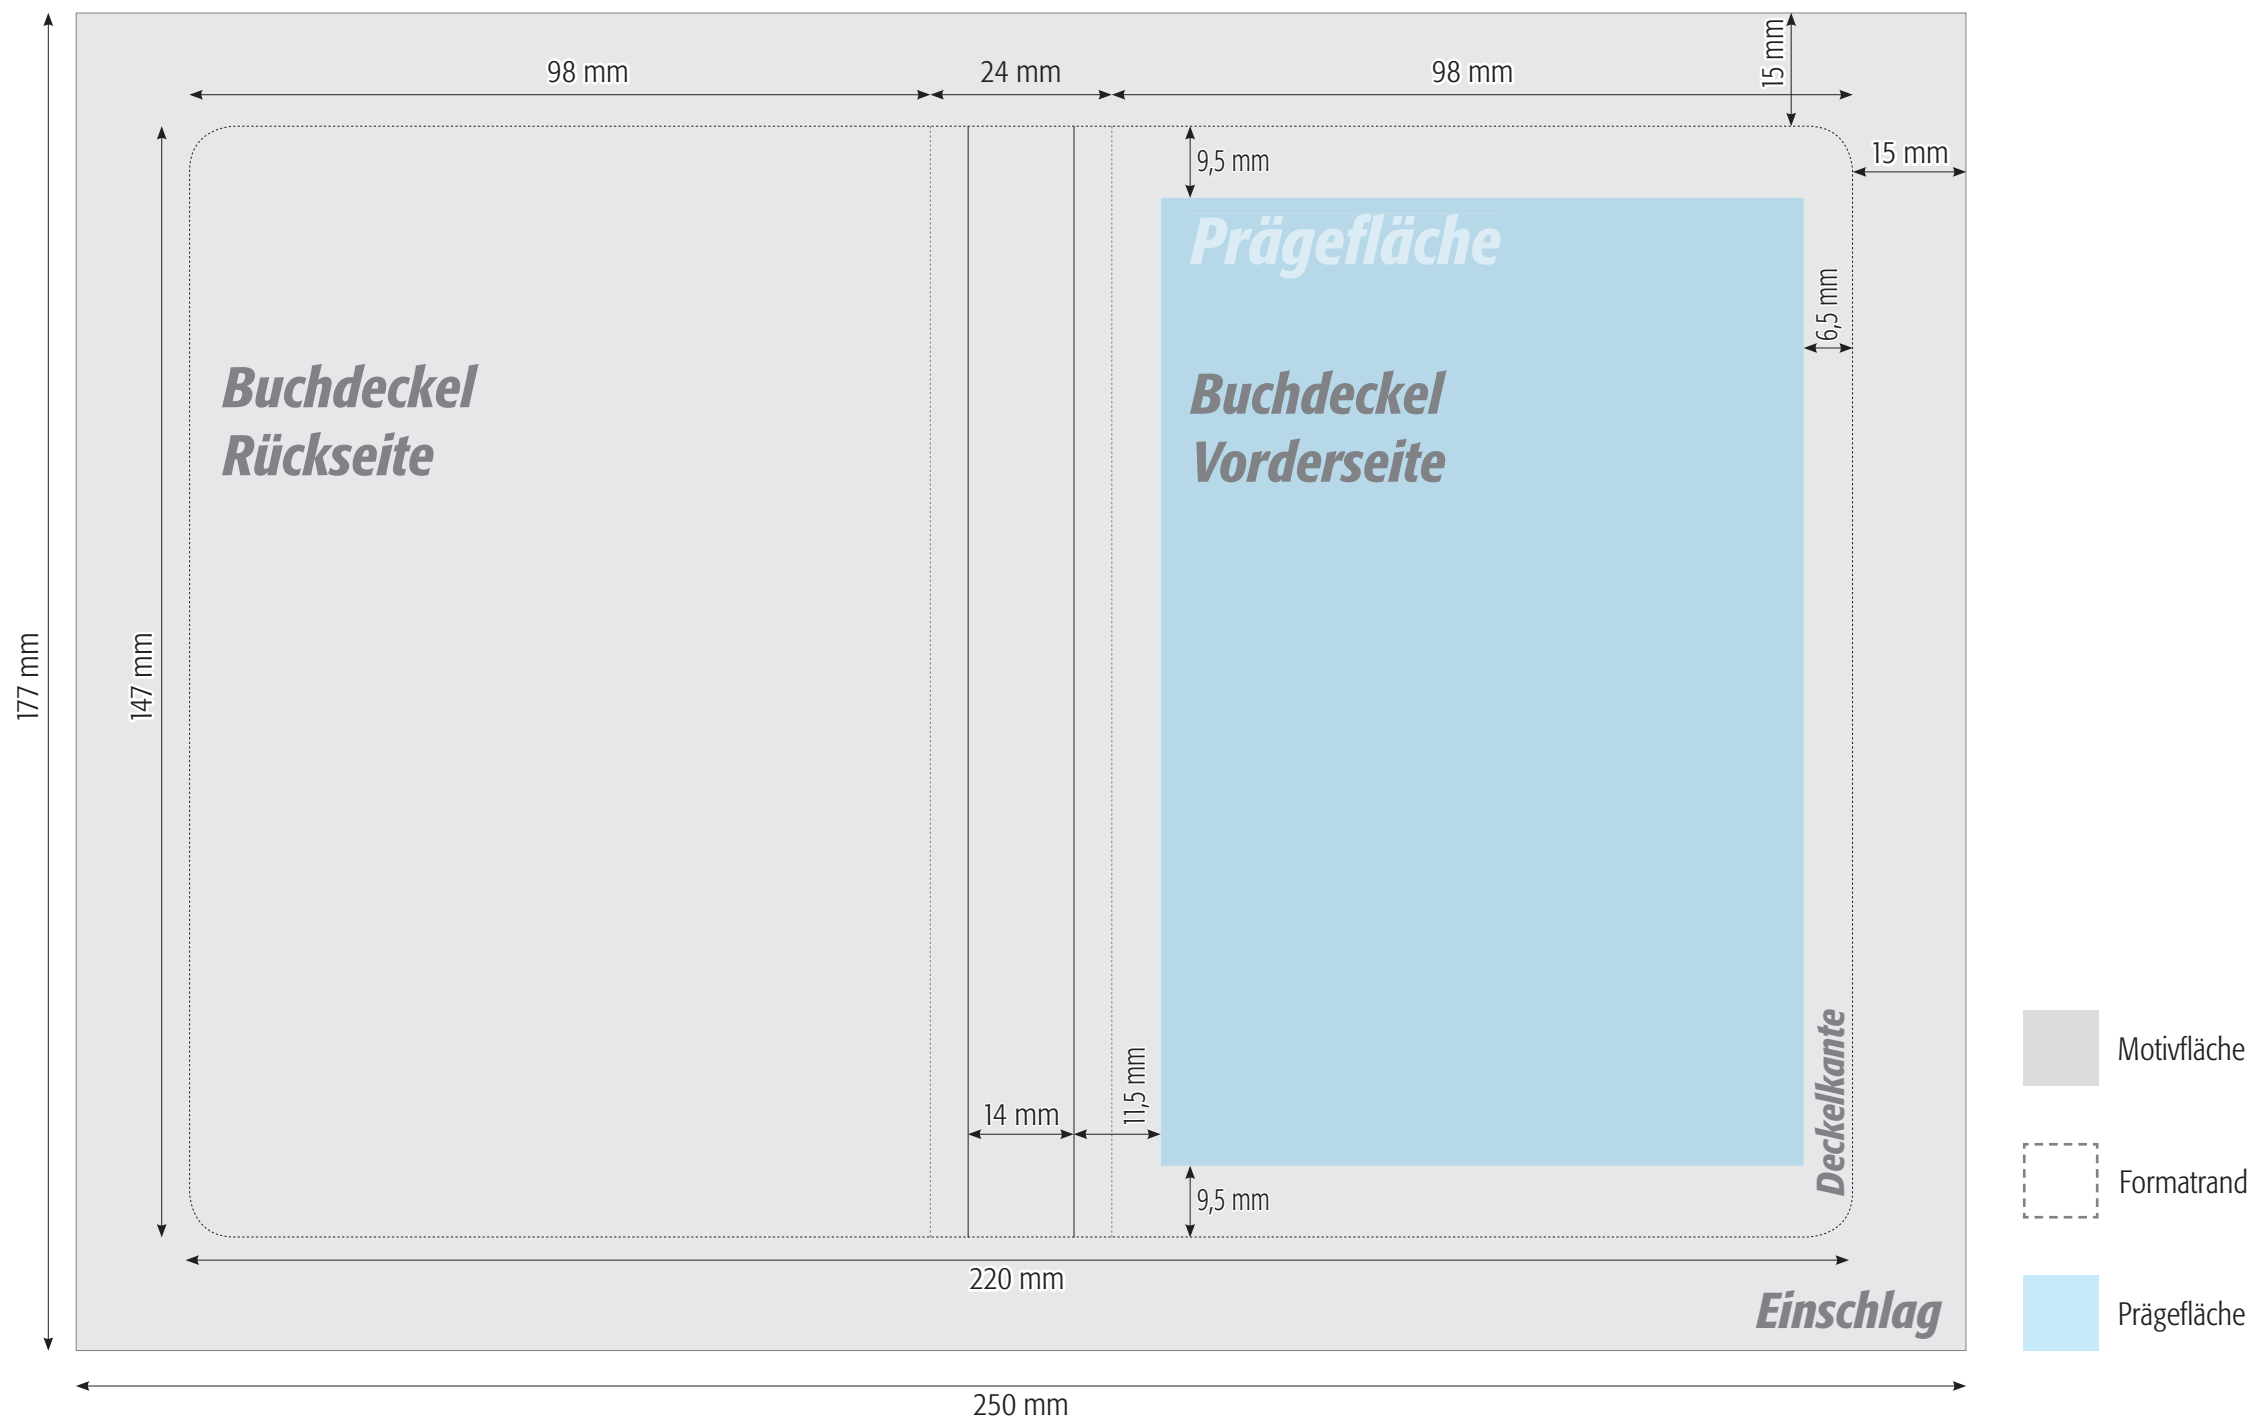 98 mm
24 mm
98 mm
15 mm
15 mm
9,5 mm
Prägefläche
6,5 mm
Buchdeckel
Rückseite
Buchdeckel
Vorderseite
177 mm
147 mm
14 mm
11,5 mm
Deckelkante
9,5 mm
220 mm
Einschlag
250 mm
Motivfläche
Formatrand
Prägefläche